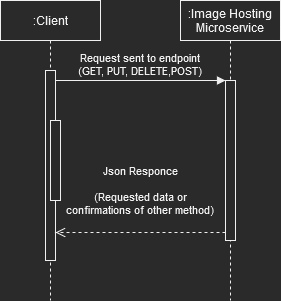 :Client
:Image Hosting
Microservice
Request sent to endpoint
(GET, PUT, DELETE,POST)
Json Responce
(Requested data or
confirmations of other method)